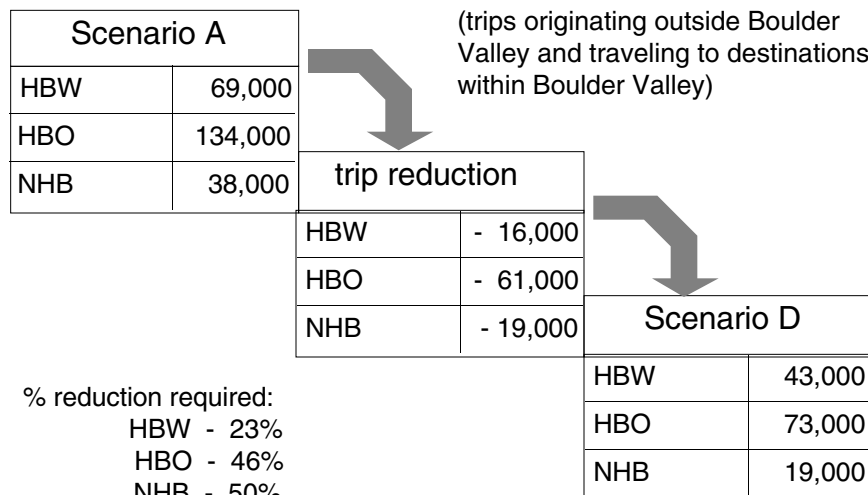 Scenario A
HBW 69,000
HBO 134,000
NHB 38,000
(trips originating outside Boulder
Valley and traveling to destinations
within Boulder Valley)
trip reduction
HBW - 16,000
HBO - 61,000
NHB - 19,000
Scenario D
HBW 43,000
HBO 73,000
NHB 19,000
% reduction required:
HBW - 23%
HBO - 46%
NHB - 50%